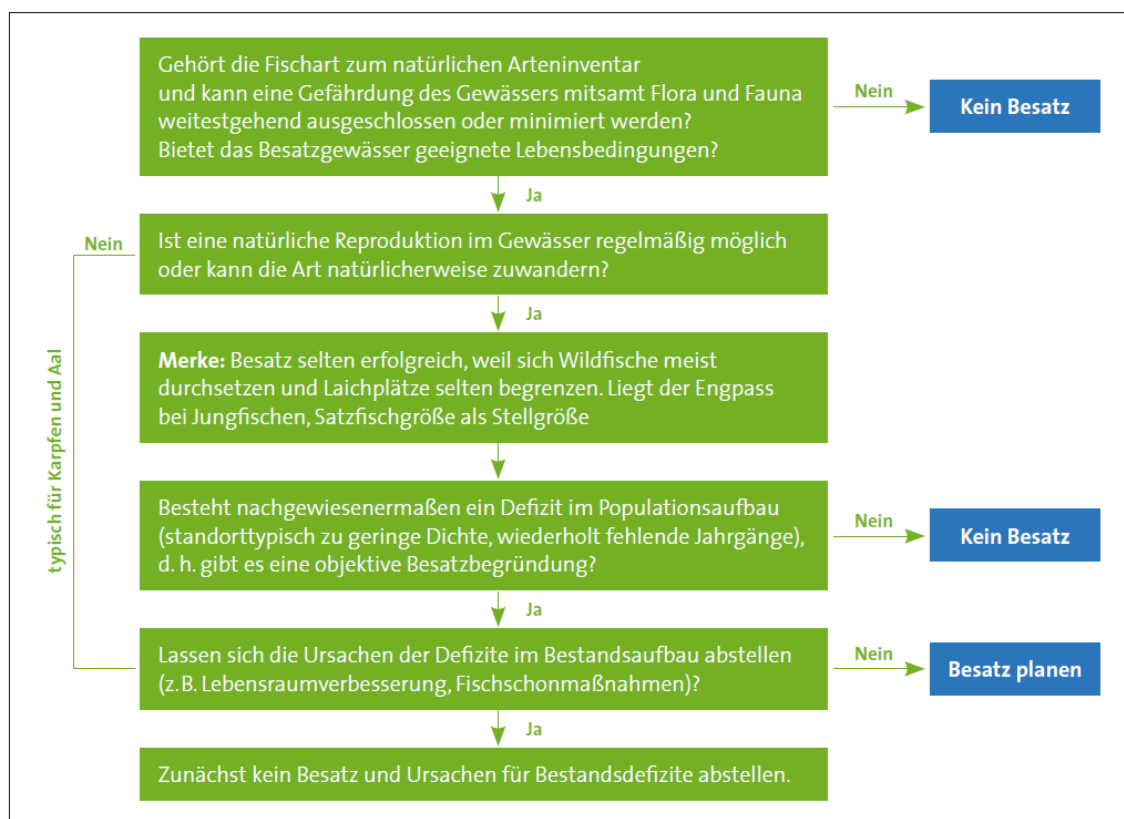 Gehört die Fischart zum natürlichen Arteninventar
und kann eine Gefährdung des Gewässers mitsamt Flora und Fauna
weitestgehend ausgeschlossen oder minimiert werden?
Bietet das Besatzgewässer geeignete Lebensbedingungen?
Nein
Kein Besatz
Ja
Nein
Ist eine natürliche Reproduktion im Gewässer regelmäßig möglich
oder kann die Art natürlicherweise zuwandern?
Ja
typisch für Karpfen und Aal
Merke: Besatz selten erfolgreich, weil sich Wildfische meist
durchsetzen und Laichplätze selten begrenzen. Liegt der Engpass
bei Jungfischen, Satzfischgröße als Stellgröße
Besteht nachgewiesenermaßen ein Defizit im Populationsaufbau
(standorttypisch zu geringe Dichte, wiederholt fehlende Jahrgänge),
d. h. gibt es eine objektive Besatzbegründung?
Nein
Kein Besatz
Ja
Lassen sich die Ursachen der Defizite im Bestandsaufbau abstellen
(z. B. Lebensraumverbesserung, Fischschonmaßnahmen)?
Nein
Besatz planen
Ja
Zunächst kein Besatz und Ursachen für Bestandsdefizite abstellen.